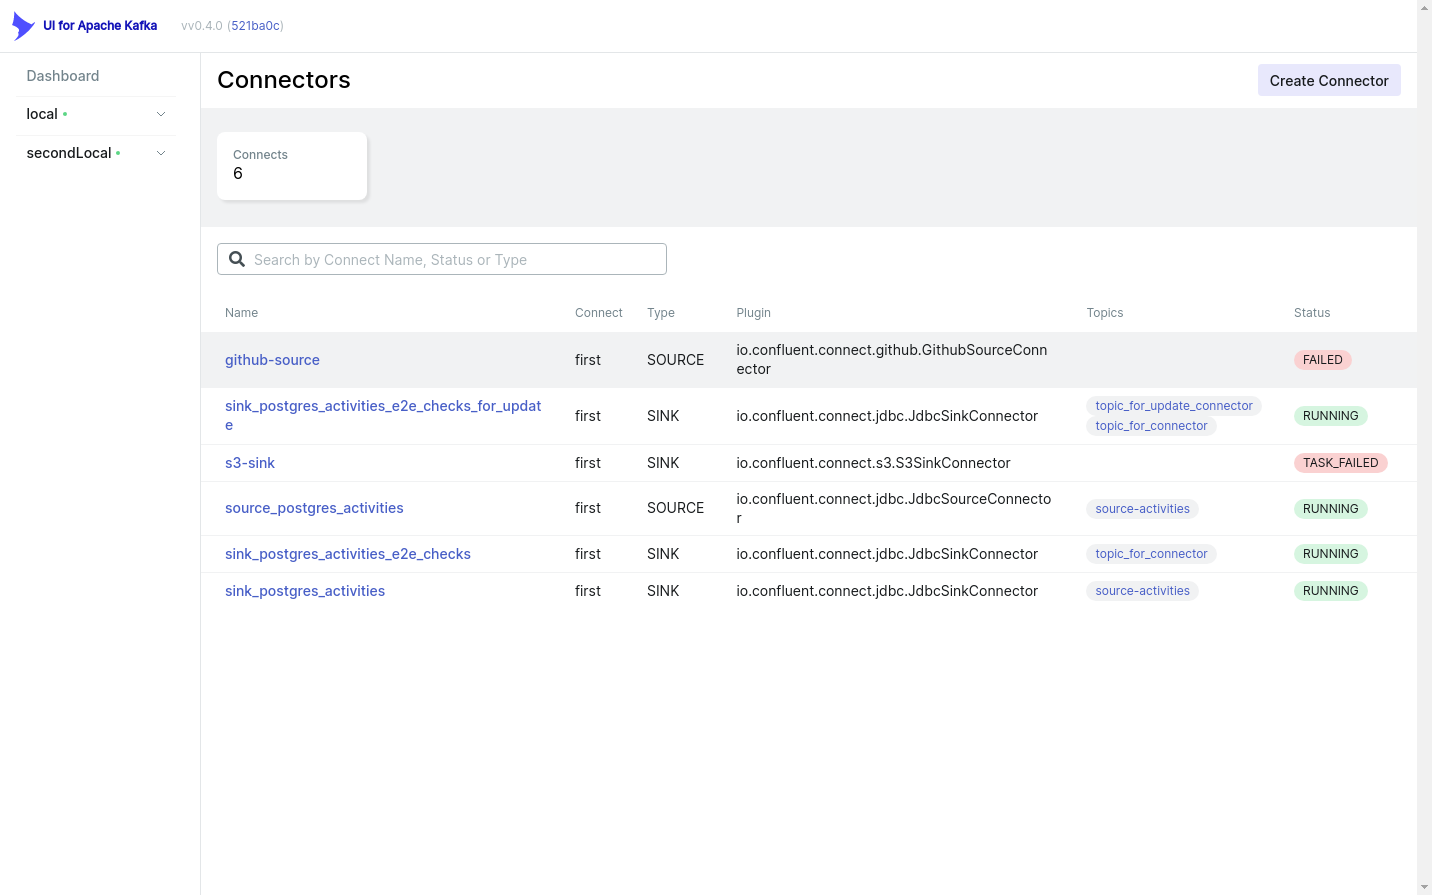 UI for Apache Kafka
vv0.4.0 (521ba0c)
Dashboard
local
secondLocal
Connectors
Create Connector
Connects
6
Search by Connect Name, Status or Type
Name Connect Type Plugin Topics Status
github-source first SOURCE io.confluent.connect.github.GithubSourceConn
ector
FAILED
sink_postgres_activities_e2e_checks_for_updat
e
first SINK io.confluent.connect.jdbc.JdbcSinkConnector
topic_for_update_connector
topic_for_connector
RUNNING
s3-sink first SINK io.confluent.connect.s3.S3SinkConnector TASK_FAILED
source_postgres_activities first SOURCE io.confluent.connect.jdbc.JdbcSourceConnecto
r
source-activities RUNNING
sink_postgres_activities_e2e_checks first SINK io.confluent.connect.jdbc.JdbcSinkConnector topic_for_connector RUNNING
sink_postgres_activities first SINK io.confluent.connect.jdbc.JdbcSinkConnector source-activities RUNNING